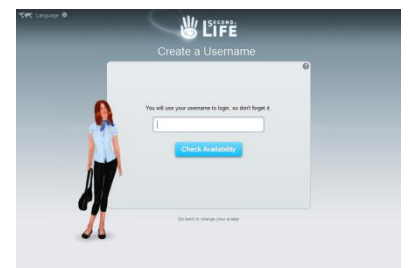 Language
SECOND
LIFE
Create a Username
?
You will use your username to login, so don't forget it.
Check Availability
Go back to change your avatar